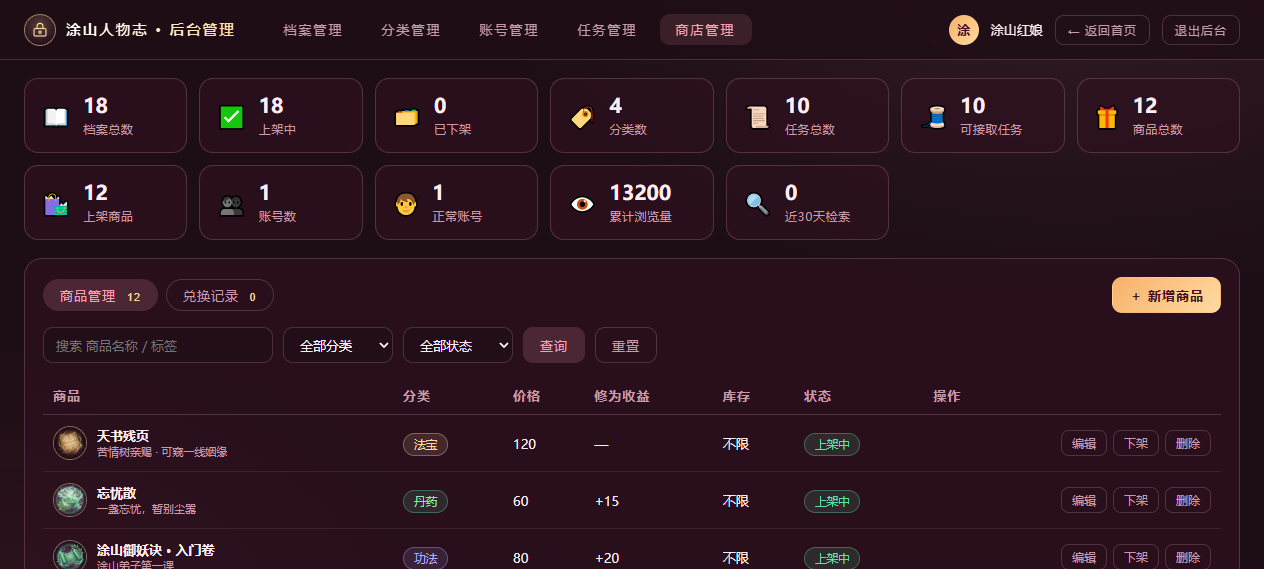 涂山人物志 • 后台管理 档案管理 分类管理 账号管理 任务管理 商店管理 涂 涂山红娘 ← 返回首页 退出后台
18 18 0 4 10 10 12
档案总数 上架中 已下架 分类数 任务总数 可接取任务 商品总数
12 1 1 13200 0
上架商品 账号数 正常账号 累计浏览量 近30天检索
商品管理 12 兑换记录 0 + 新增商品
搜索 商品名称 / 标签 全部分类 全部状态 查询 重置
商品 分类 价格 修为收益 库存 状态 操作
天书残页 法宝 120 — 不限 上架中 编辑 下架 删除
苦情树亲赐 · 可窥一线姻缘
忘忧散 丹药 60 +15 不限 上架中 编辑 下架 删除
一盏忘忧，暂别尘嚣
涂山御妖诀 • 入门卷 功法 80 +20 不限 上架中 编辑 下架 删除
涂山弟子第一课